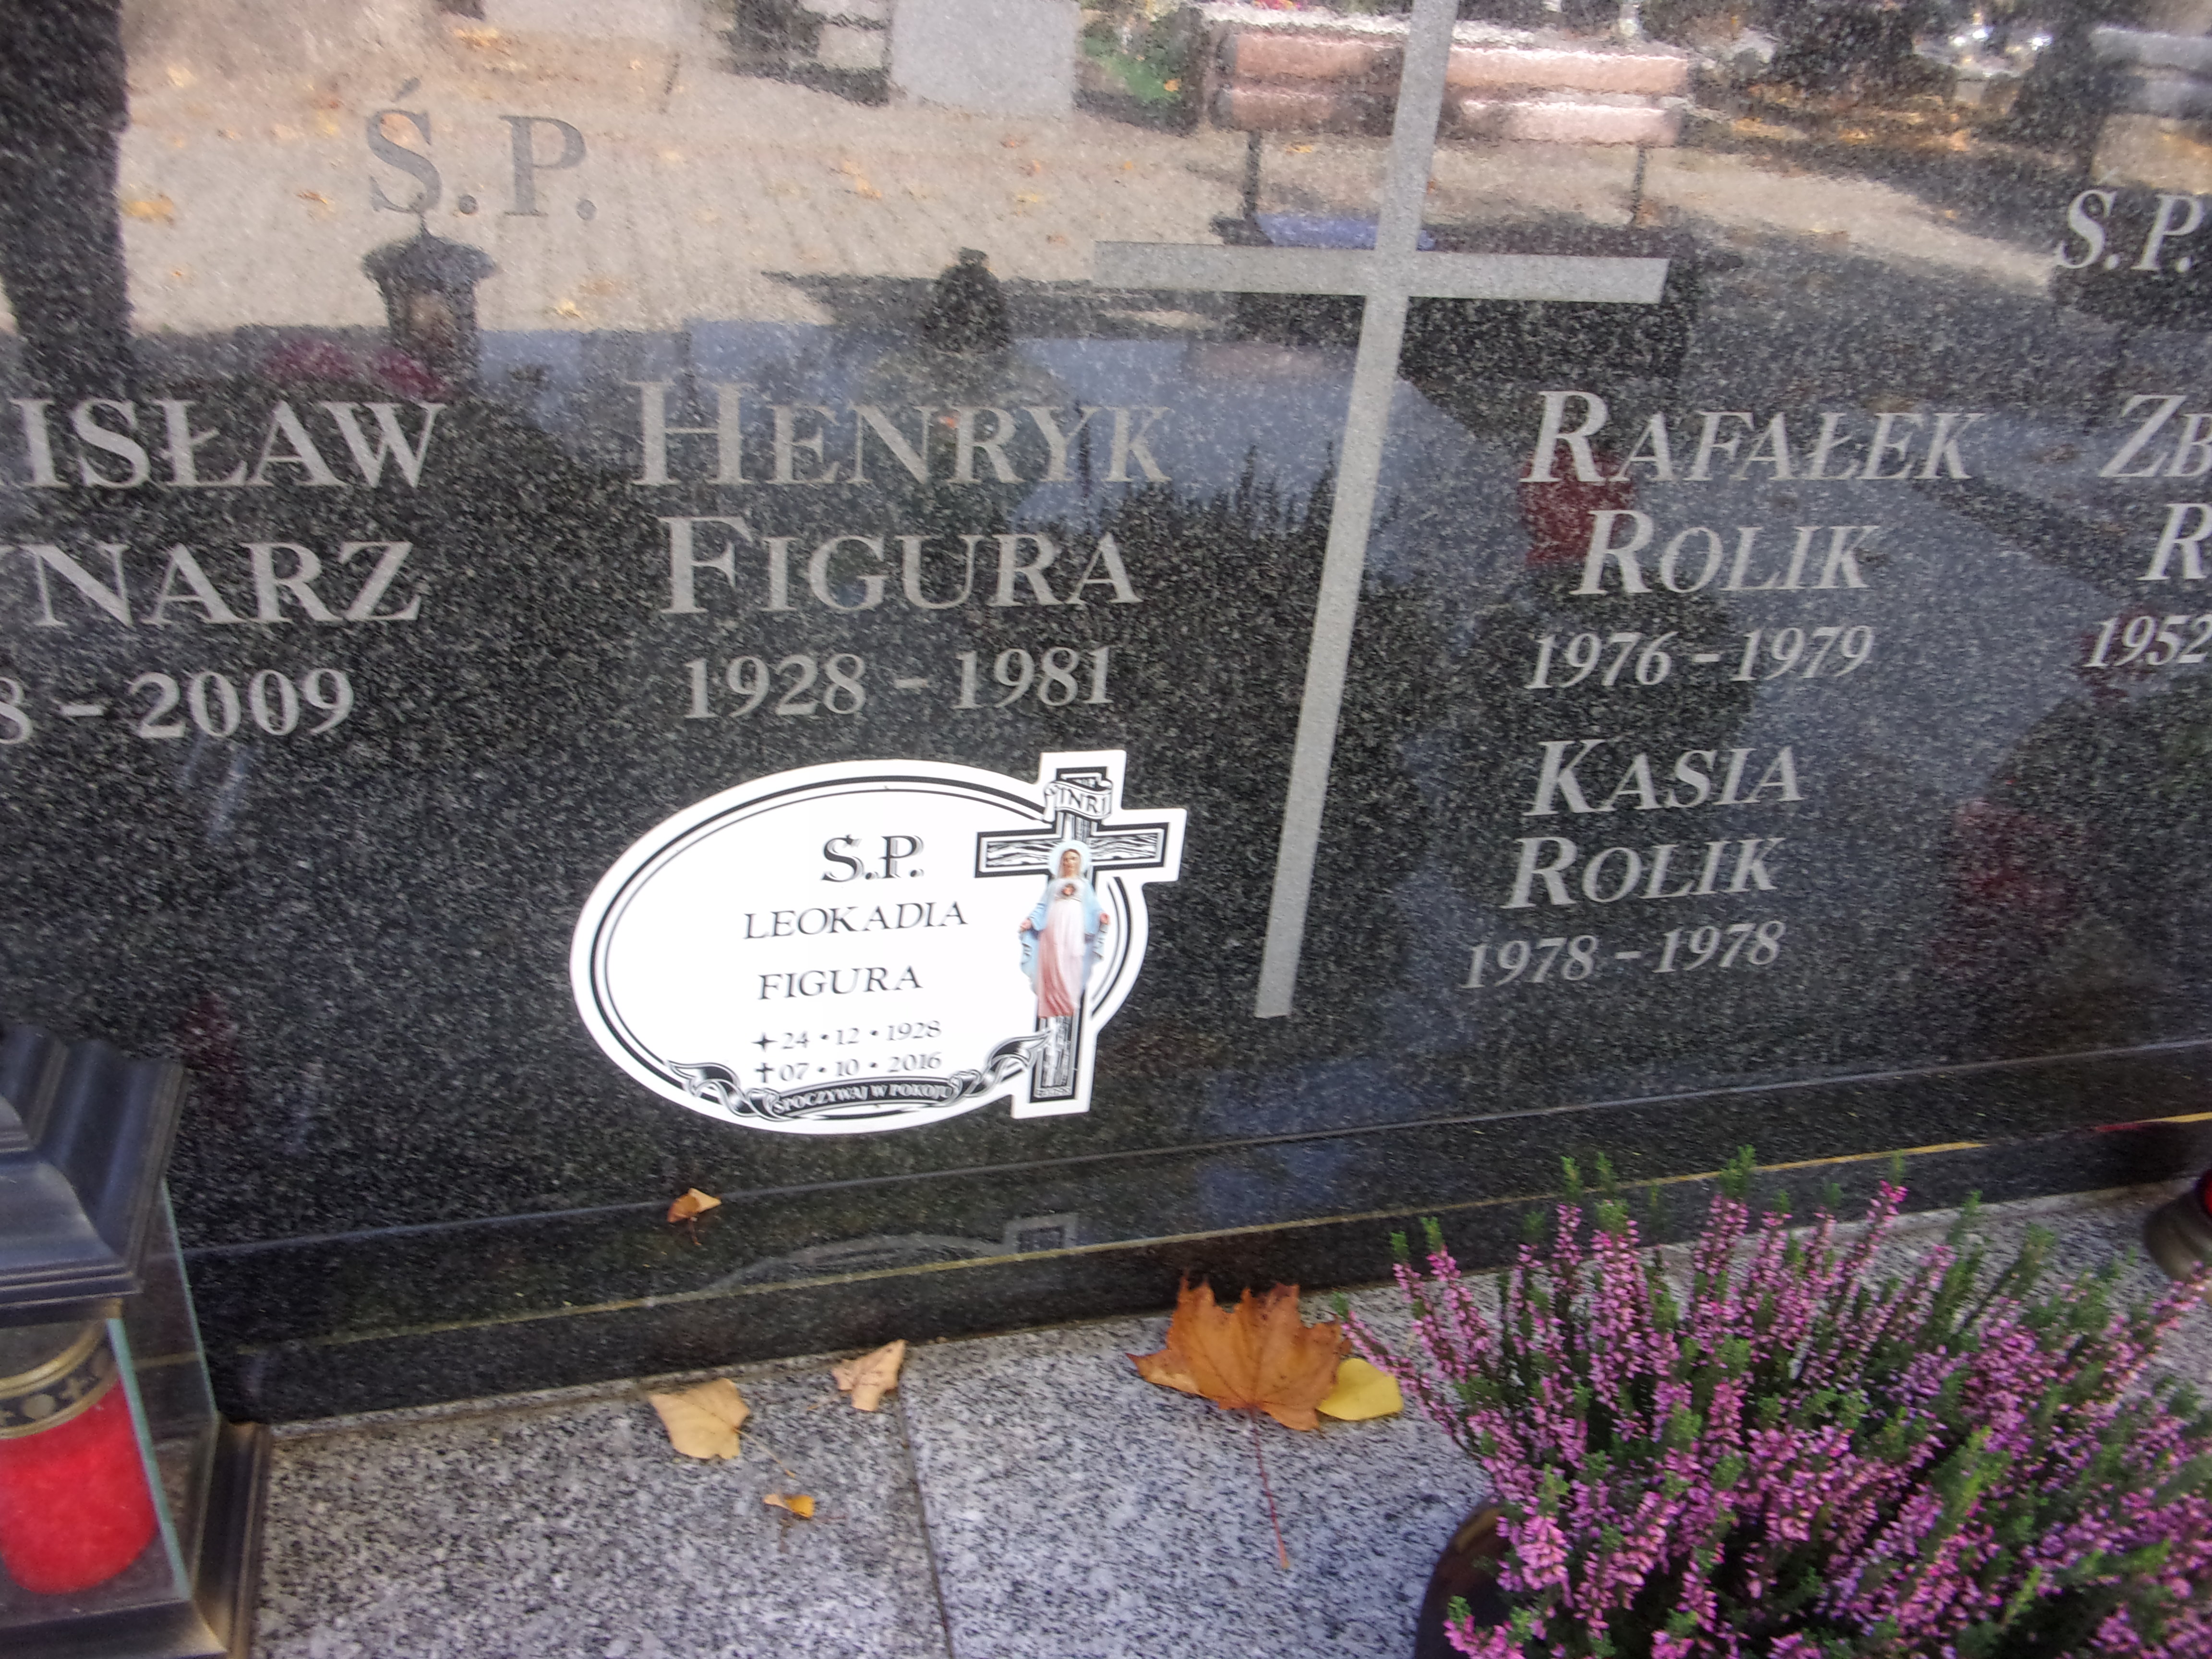 Ś.P.
ISŁAW
NARZ
8 - 2009
HENRYK
FIGURA
1928 - 1981
INRI
Ś.P.
LEOKADIA
FIGURA
24 • 12 • 1928
✝07 • 10 • 2016
SPOCZYWAJ W POKOJU
RAFAŁEK
ROLIK
1976 - 1979
KASIA
ROLIK
1978 - 1978
Ś.P.
ZB
R
1952